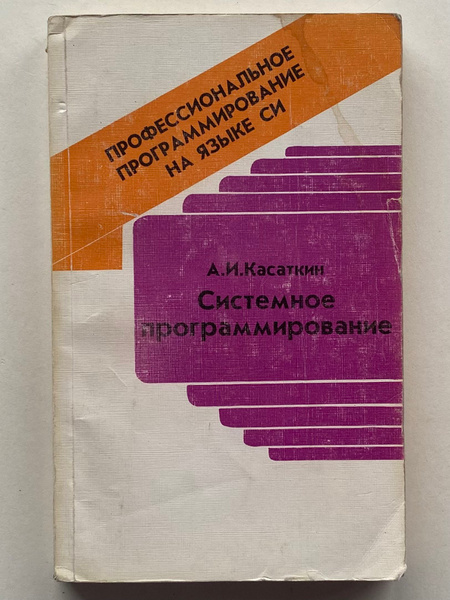 ПРОФЕССИОНАЛЬНОЕ
ПРОГРАММИРОВАНИЕ
НА ЯЗЫКЕ СИ
А.И.Касаткин
Системное
программирование